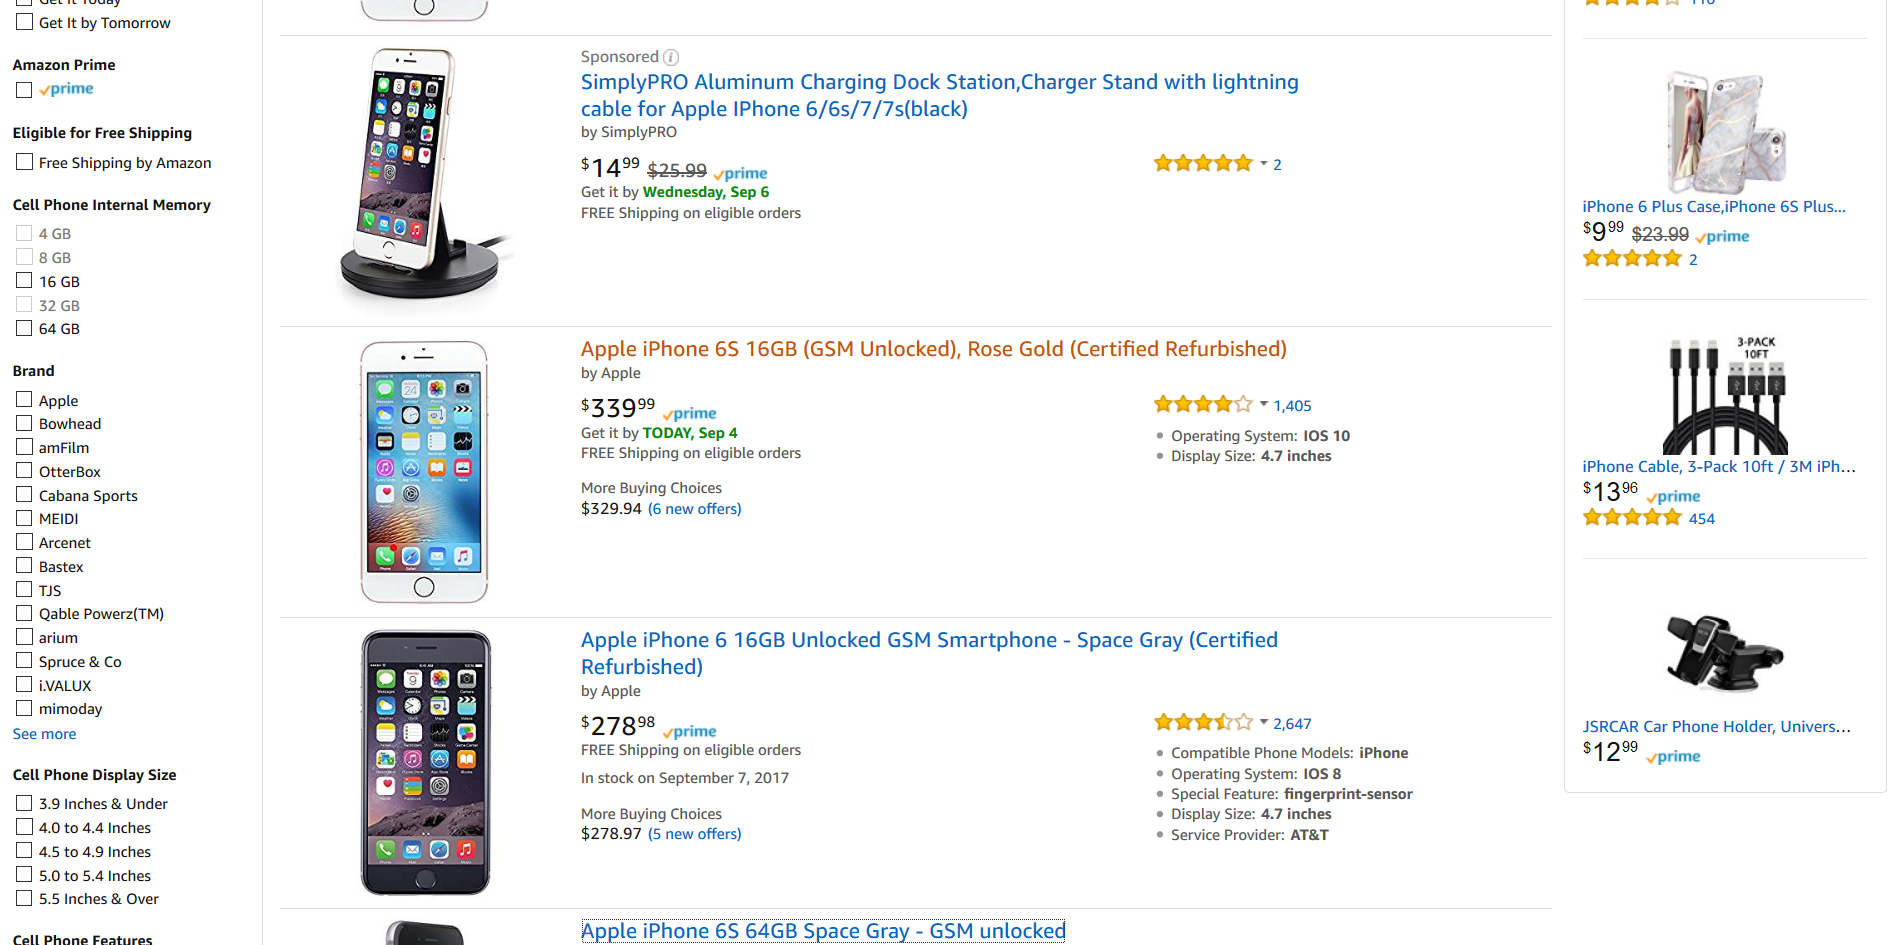 Get It by Tomorrow
Amazon Prime
prime
Eligible for Free Shipping
Free Shipping by Amazon
Cell Phone Internal Memory
4 GB
8 GB
16 GB
32 GB
64 GB
Brand
Apple
Bowhead
amFilm
OtterBox
Cabana Sports
MEIDI
Arcenet
Bastex
TJS
Qable Powerz(TM)
arium
Spruce & Co
i.VALUX
mimoday
See more
Cell Phone Display Size
3.9 Inches & Under
4.0 to 4.4 Inches
4.5 to 4.9 Inches
5.0 to 5.4 Inches
5.5 Inches & Over
Cell Phone Features
Sponsored
SimplyPRO Aluminum Charging Dock Station,Charger Stand with lightning
cable for Apple IPhone 6/6s/7/7s(black)
by SimplyPRO
$14.99 $25.99 prime
2
Get it by Wednesday, Sep 6
FREE Shipping on eligible orders
Apple iPhone 6S 16GB (GSM Unlocked), Rose Gold (Certified Refurbished)
by Apple
$339.99 prime
Get it by TODAY, Sep 4
FREE Shipping on eligible orders
More Buying Choices
$329.94 (6 new offers)
1,405
Operating System: IOS 10
Display Size: 4.7 inches
Apple iPhone 6 16GB Unlocked GSM Smartphone - Space Gray (Certified
Refurbished)
by Apple
$278.98 prime
FREE Shipping on eligible orders
In stock on September 7, 2017
More Buying Choices
$278.97 (5 new offers)
2,647
Compatible Phone Models: iPhone
Operating System: IOS 8
Special Feature: fingerprint-sensor
Display Size: 4.7 inches
Service Provider: AT&T
Apple iPhone 6S 64GB Space Gray - GSM unlocked
iPhone 6 Plus Case,iPhone 6S Plus...
$9.99 $23.99 prime
2
3-PACK
10FT
iPhone Cable, 3-Pack 10ft / 3M iPh...
$13.96 prime
454
JSRCAR Car Phone Holder, Univers...
$12.99 prime